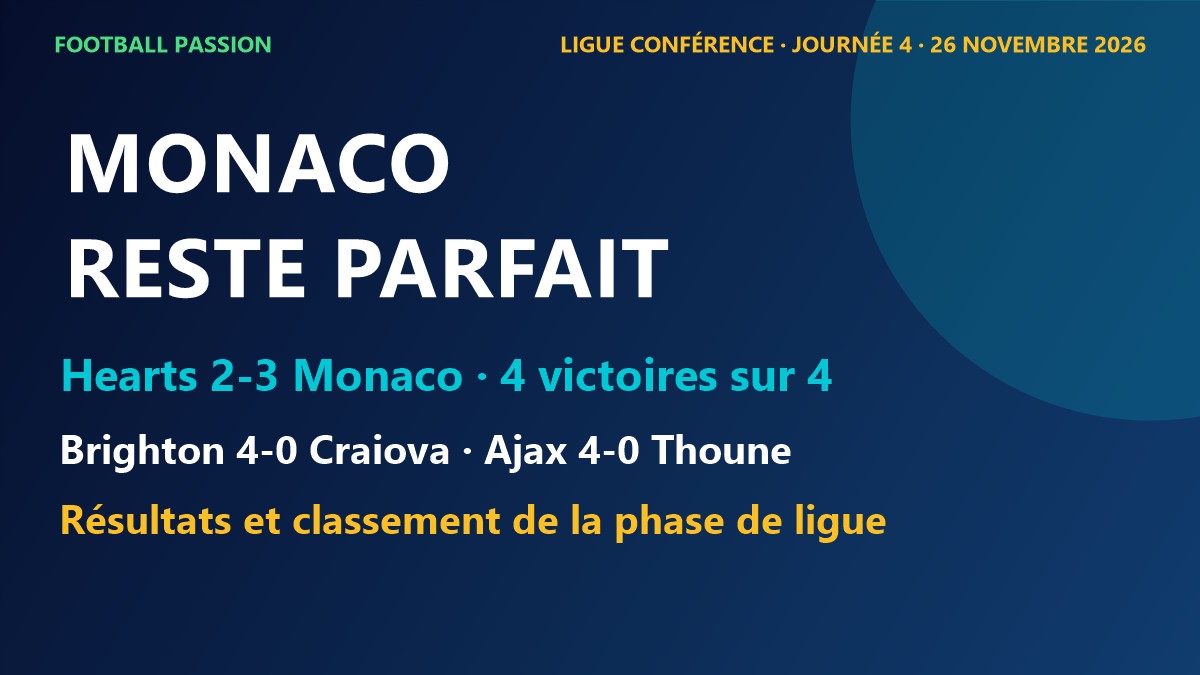 FOOTBALL PASSION
LIGUE CONFÉRENCE · JOURNÉE 4 · 26 NOVEMBRE 2026
MONACO
RESTE PARFAIT
Hearts 2-3 Monaco · 4 victoires sur 4
Brighton 4-0 Craiova · Ajax 4-0 Thoune
Résultats et classement de la phase de ligue